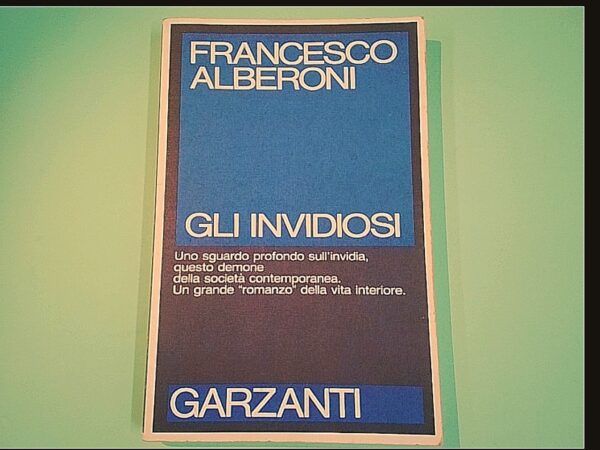 FRANCESCO
ALBERONI
GLI INVIDIOSI
Uno sguardo profondo sull'invidia,
questo demone
della società contemporanea.
Un grande "romanzo" della vita interiore.
GARZANTI